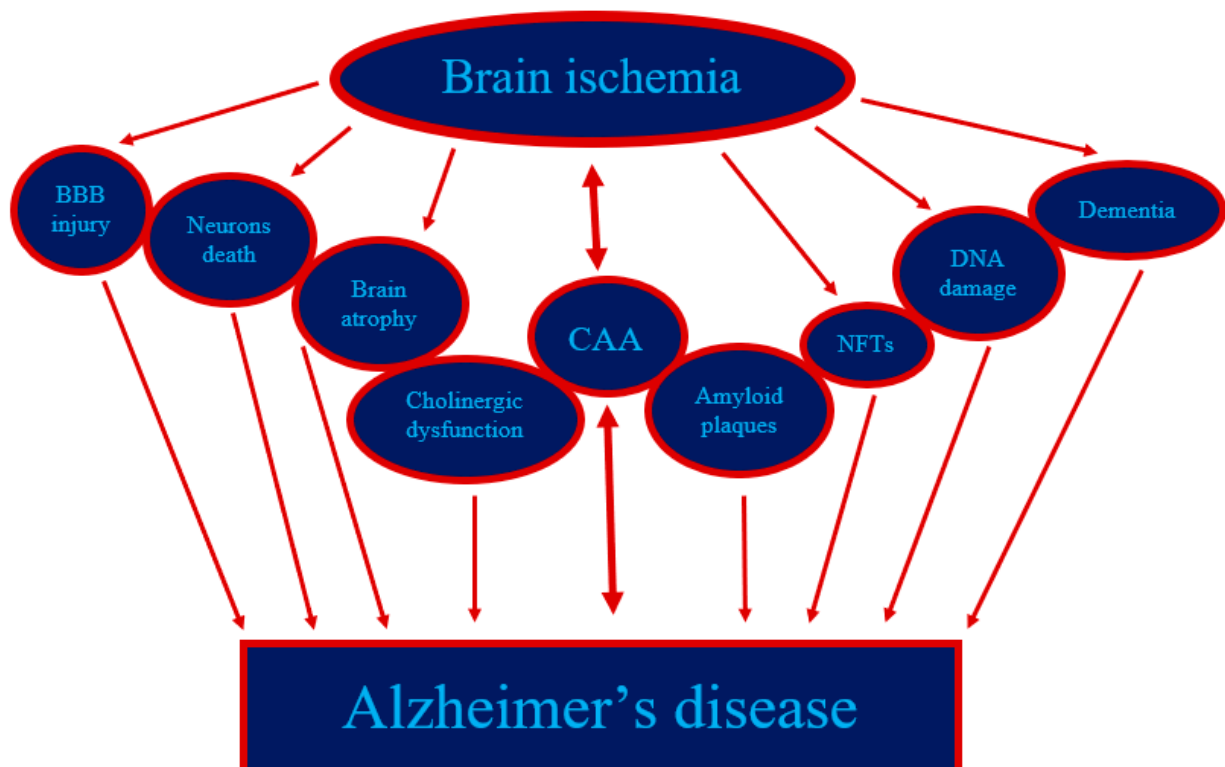 Brain ischemia
BBB
injury
Neurons
death
Brain
atrophy
Cholinergic
dysfunction
CAA
Amyloid
plaques
NFTs
DNA
damage
Dementia
Alzheimer’s disease